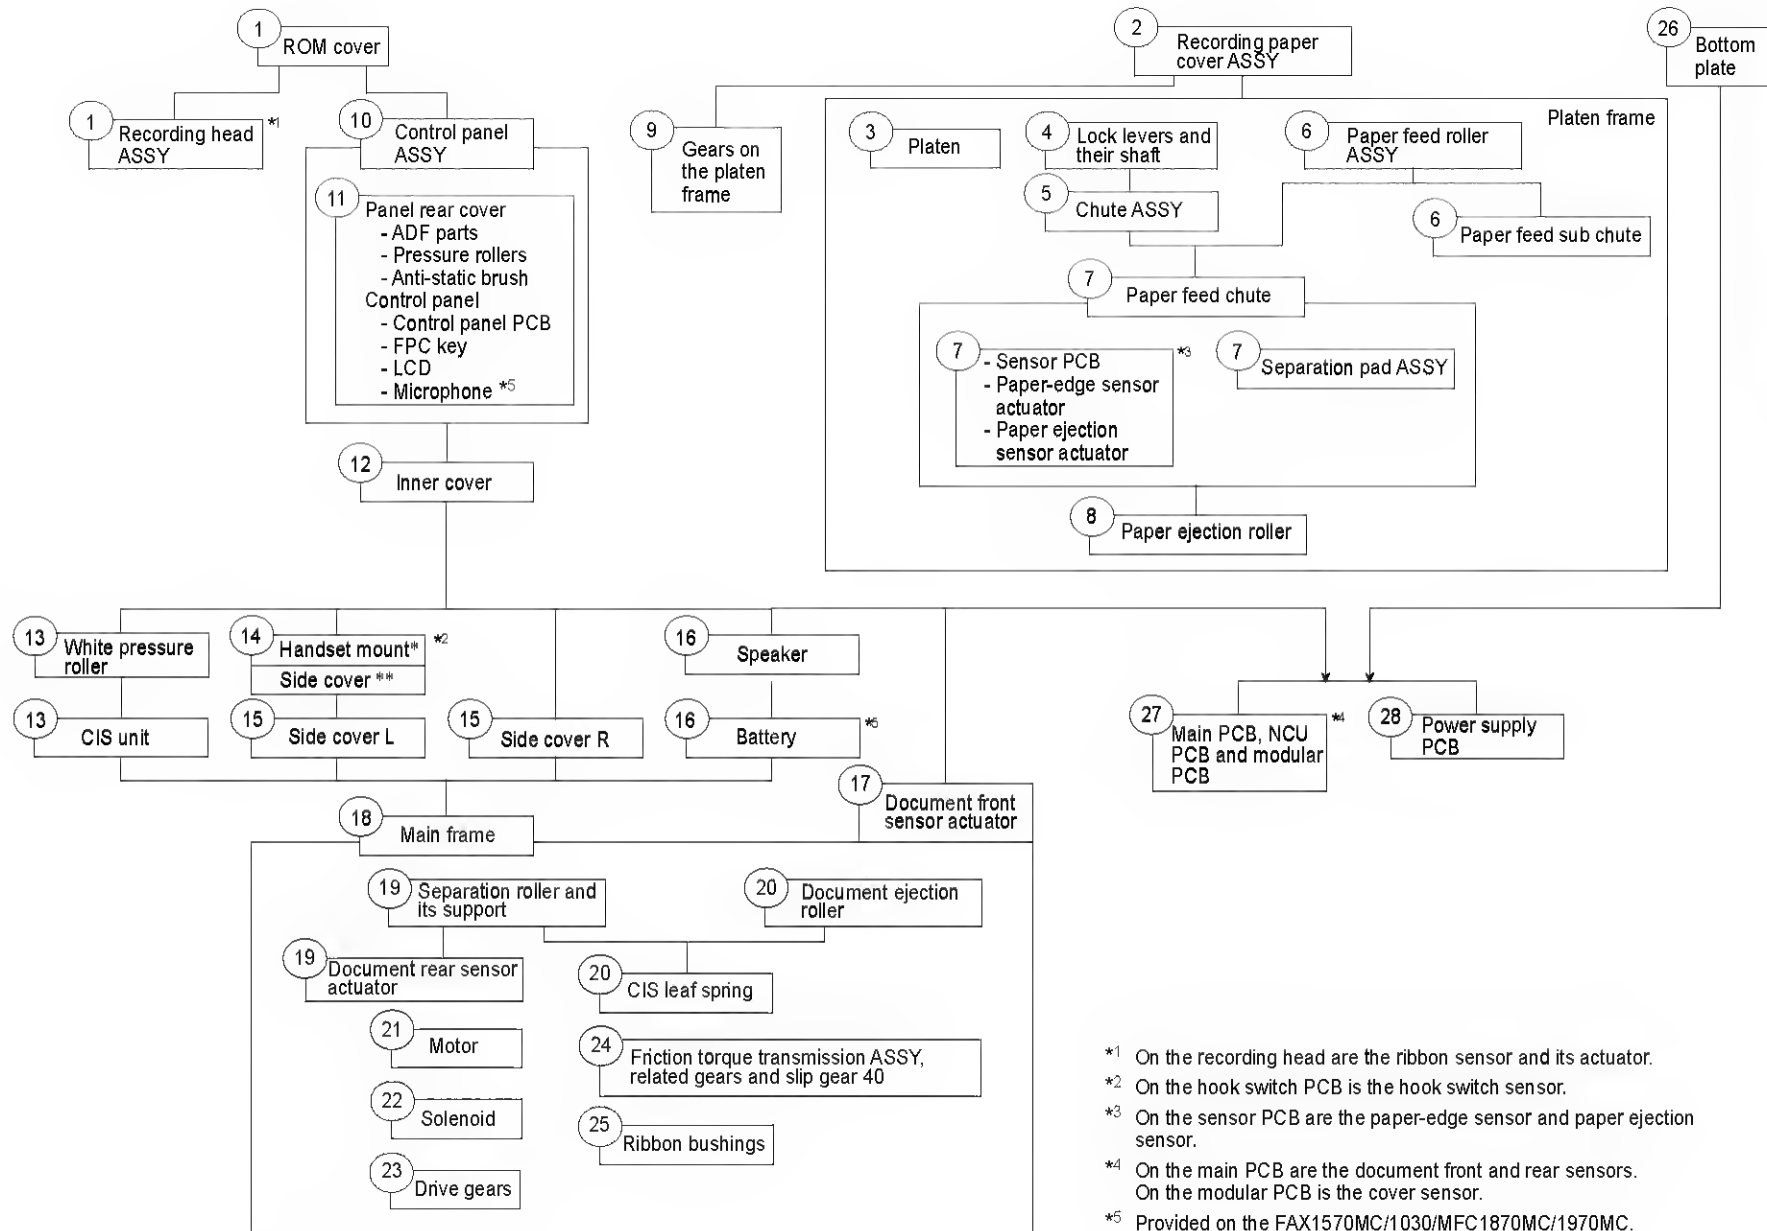 1
ROM cover
1
Recording head
ASSY
*1
10
Control panel
ASSY
11
Panel rear cover
- ADF parts
- Pressure rollers
- Anti-static brush
Control panel
- Control panel PCB
- FPC key
- LCD
- Microphone *5
12
Inner cover
2
Recording paper
cover ASSY
9
Gears on
the platen
frame
Platen frame
3
Platen
4
Lock levers and
their shaft
5
Chute ASSY
6
Paper feed roller
ASSY
6
Paper feed sub chute
7
Paper feed chute
7
- Sensor PCB
- Paper-edge sensor
actuator
- Paper ejection
sensor actuator
*3
7
Separation pad ASSY
8
Paper ejection roller
26
Bottom
plate
13
White pressure
roller
13
CIS unit
14
Handset mount*
*2
Side cover **
15
Side cover L
15
Side cover R
16
Speaker
16
Battery
17
Document front
sensor actuator
27
Main PCB, NCU
PCB and modular
PCB
*4
28
Power supply
PCB
18
Main frame
19
Separation roller and
its support
19
Document rear sensor
actuator
20
Document ejection
roller
20
CIS leaf spring
21
Motor
22
Solenoid
23
Drive gears
24
Friction torque transmission ASSY,
related gears and slip gear 40
25
Ribbon bushings
*1 On the recording head are the ribbon sensor and its actuator.
*2 On the hook switch PCB is the hook switch sensor.
*3 On the sensor PCB are the paper-edge sensor and paper ejection
sensor.
*4 On the main PCB are the document front and rear sensors.
On the modular PCB is the cover sensor.
*5 Provided on the FAX1570MC/1030/MFC1870MC/1970MC.